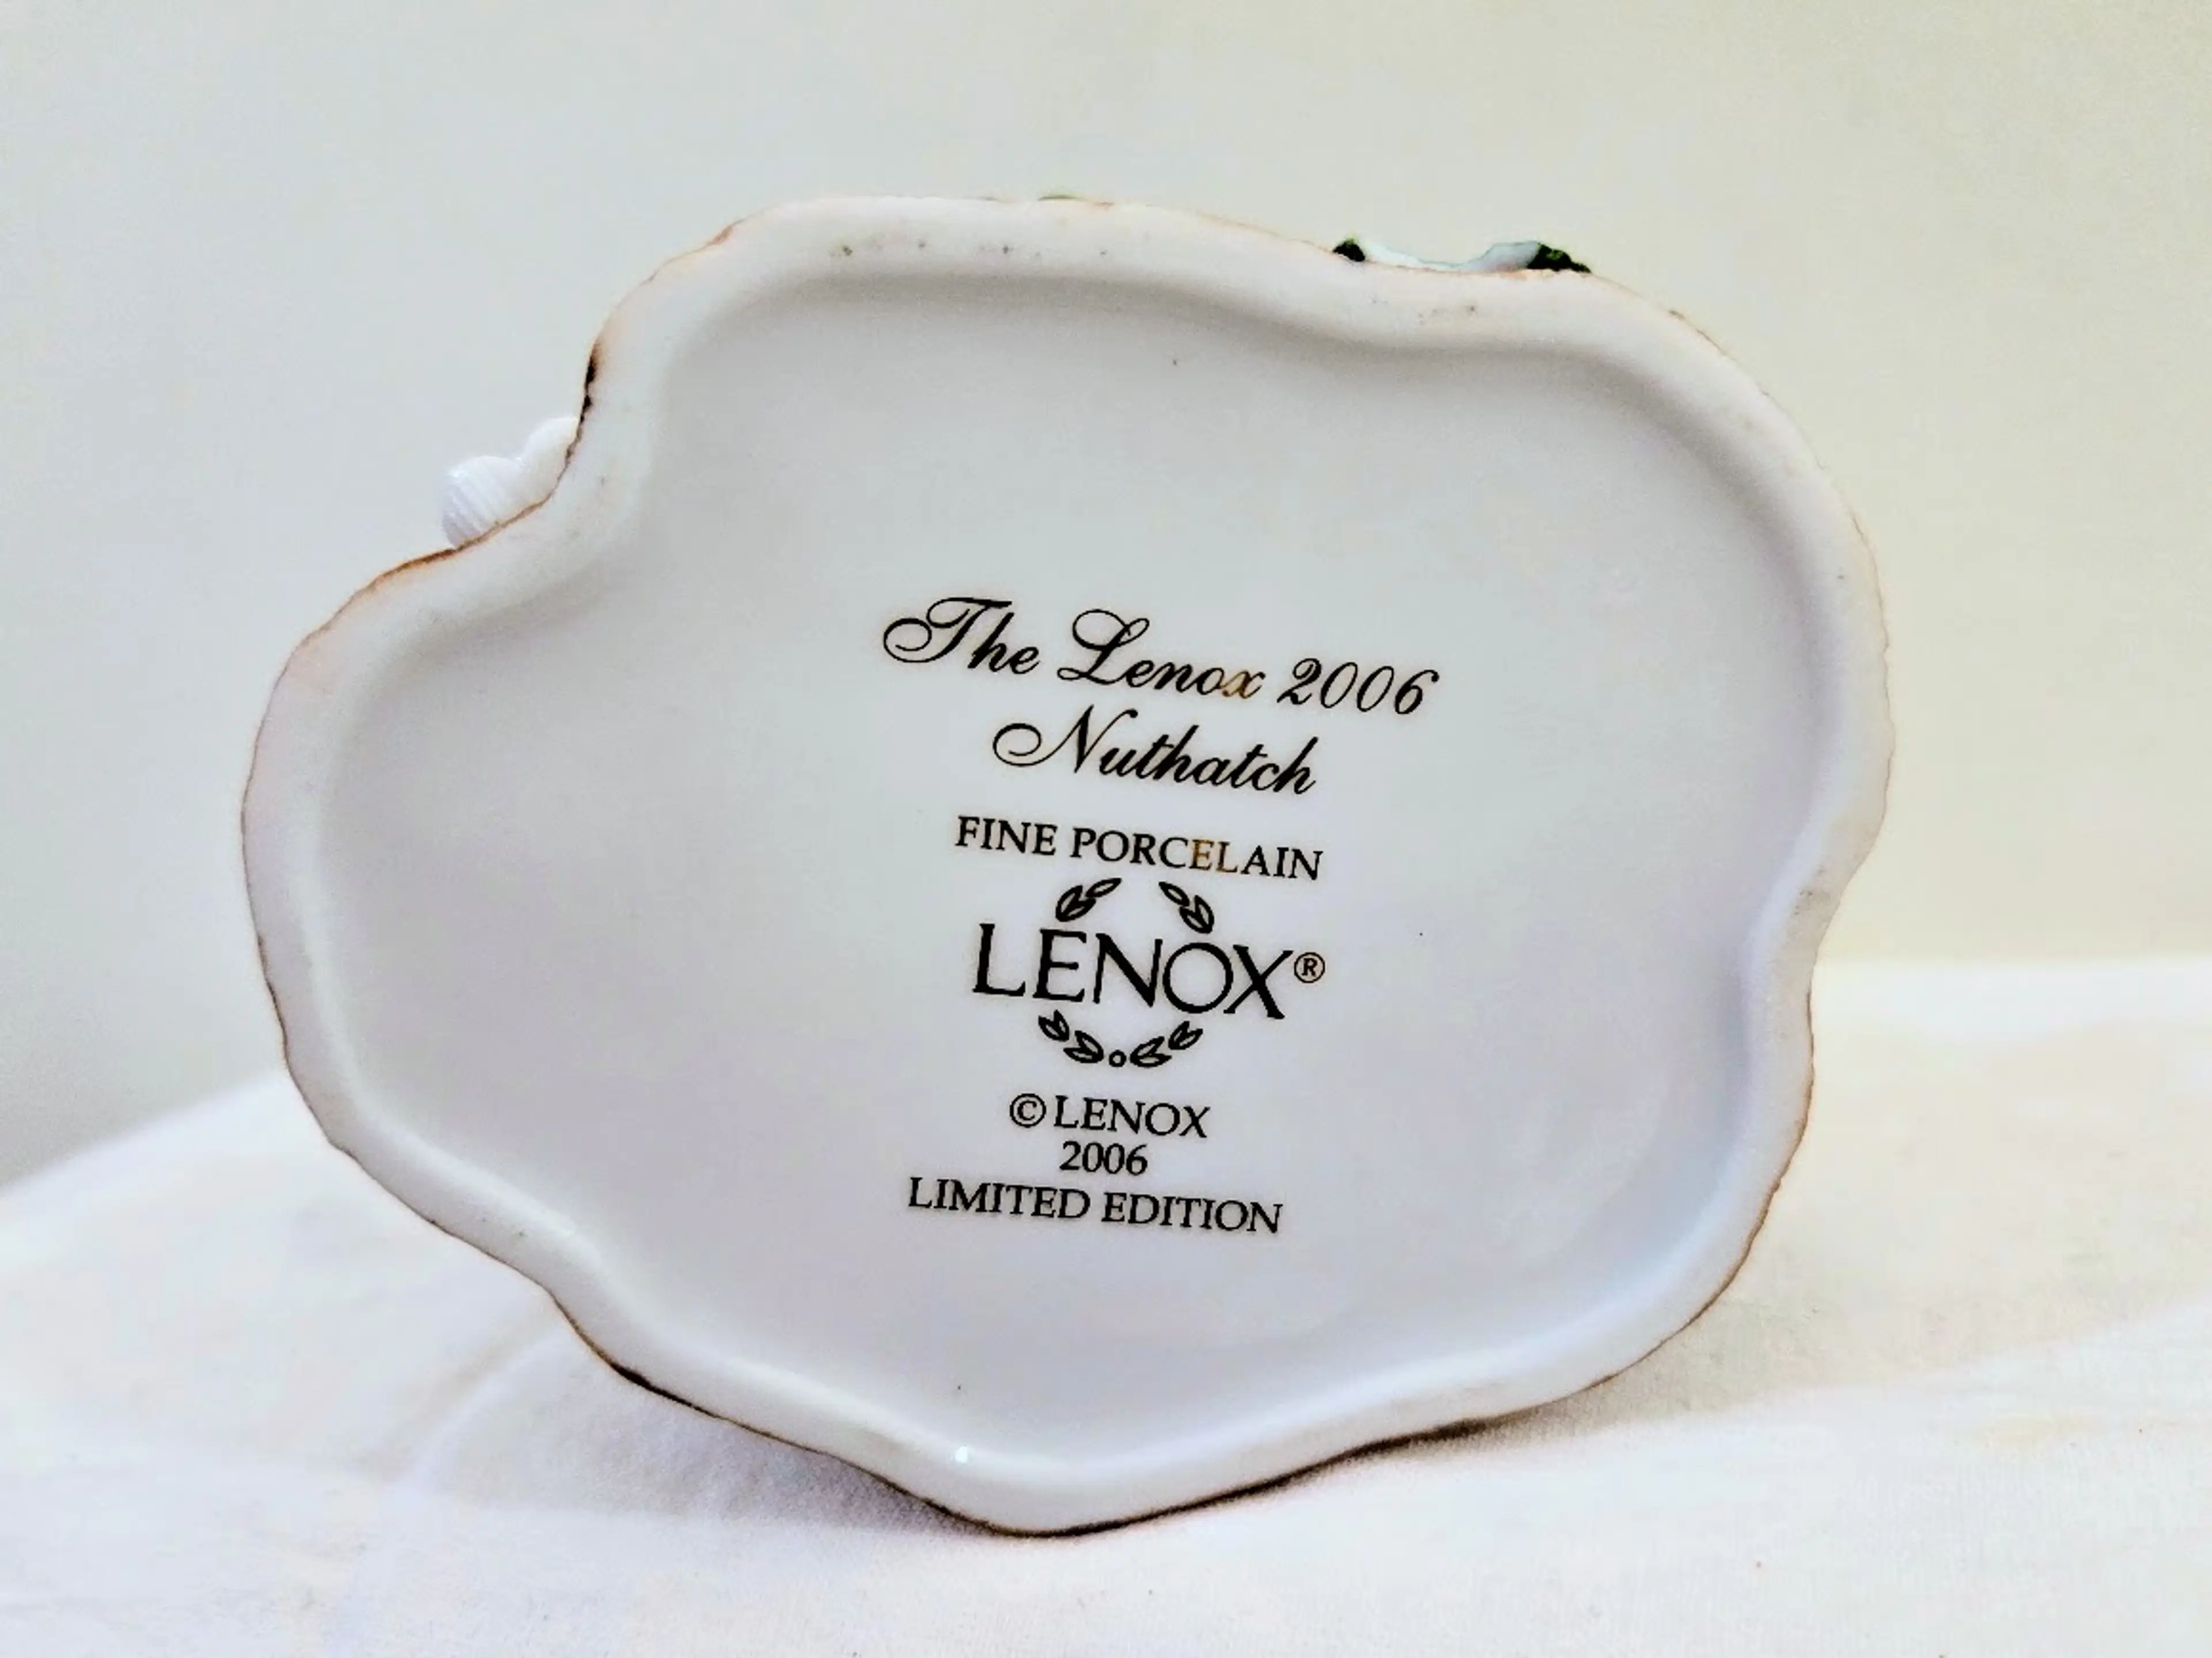 The Lenox 2006
Nuthatch
FINE PORCELAIN
LENOX®
© LENOX
2006
LIMITED EDITION